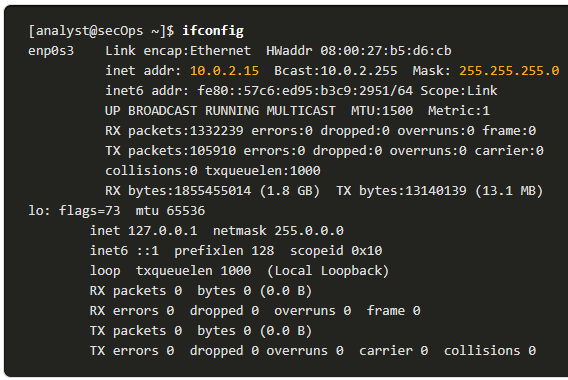 [analyst@secOps ~]$ ifconfig
enp0s3    Link encap:Ethernet  HWaddr 08:00:27:b5:d6:cb
          inet addr: 10.0.2.15  Bcast:10.0.2.255  Mask: 255.255.255.0
          inet6 addr: fe80::57c6:ed95:b3c9:2951/64 Scope:Link
          UP BROADCAST RUNNING MULTICAST  MTU:1500  Metric:1
          RX packets:1332239 errors:0 dropped:0 overruns:0 frame:0
          TX packets:105910 errors:0 dropped:0 overruns:0 carrier:0
          collisions:0 txqueuelen:1000
          RX bytes:1855455014 (1.8 GB)  TX bytes:13140139 (13.1 MB)
lo: flags=73  mtu 65536
        inet 127.0.0.1  netmask 255.0.0.0
        inet6 ::1  prefixlen 128  scopeid 0x10
        loop  txqueuelen 1000  (Local Loopback)
        RX packets 0  bytes 0 (0.0 B)
        RX errors 0  dropped 0  overruns 0  frame 0
        TX packets 0  bytes 0 (0.0 B)
        TX errors 0  dropped 0 overruns 0  carrier 0  collisions 0